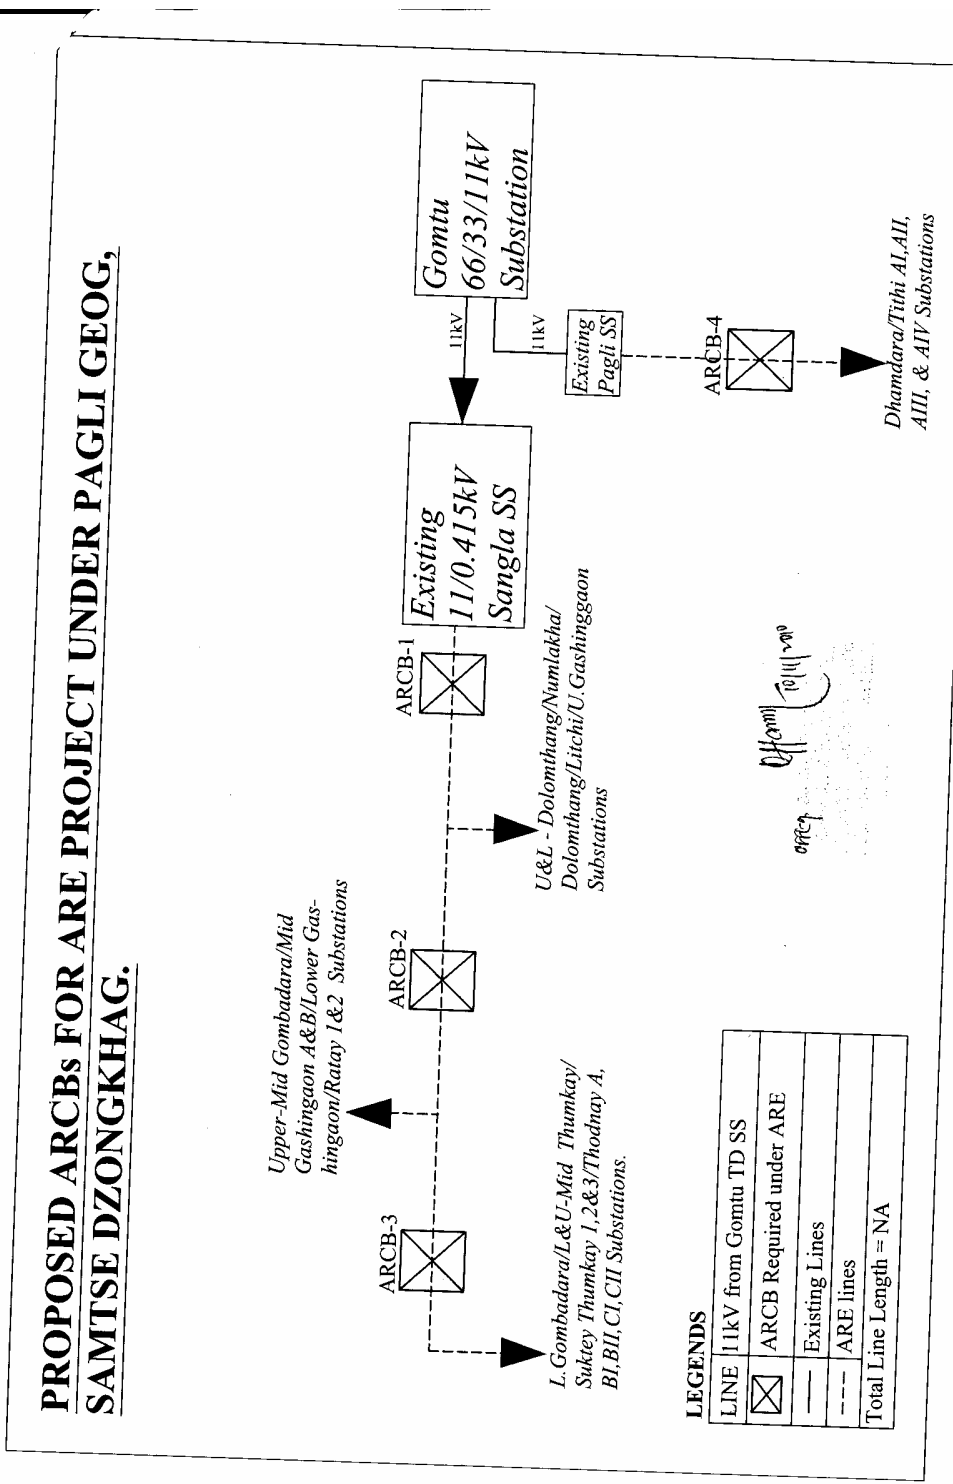 PROPOSED ARCBs FOR ARE PROJECT UNDER PAGLI GEOG,
SAMTSE DZONGKHAG.
Gomtu
66/33/11kV
Substation
11kV
11kV
Existing
Pagli SS
ARCB-4
Dhamdara/Tithi AI,AII,
AIII, & AIV Substations
Existing
11/0.415kV
Sangla SS
ARCB-1
U&L - Dolomthang/Numlakha/
Dolomthang/Litchi/U.Gashinggaon
Substations
ARCB-2
Upper-Mid Gombadara/Mid
Gashingaon A&B/Lower Gas-
hingaon/Ratay 1&2 Substations
ARCB-3
L.Gombadara/L&U-Mid Thumkay/
Suktey Thumkay 1,2&3/Thodnay A,
BI,BII,CI,CII Substations.
LEGENDS
LINE 11kV from Gomtu TD SS
ARCB Required under ARE
Existing Lines
ARE lines
Total Line Length = NA
10/11/2010